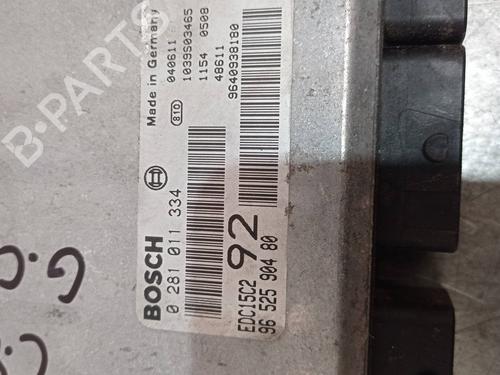 BOSCH
0 281 011 334
EDC15C2
92
96 525 904 80
Made in Germany
810
040611
1039S03465
1154 0508
48611
9640938180
B-PARTS